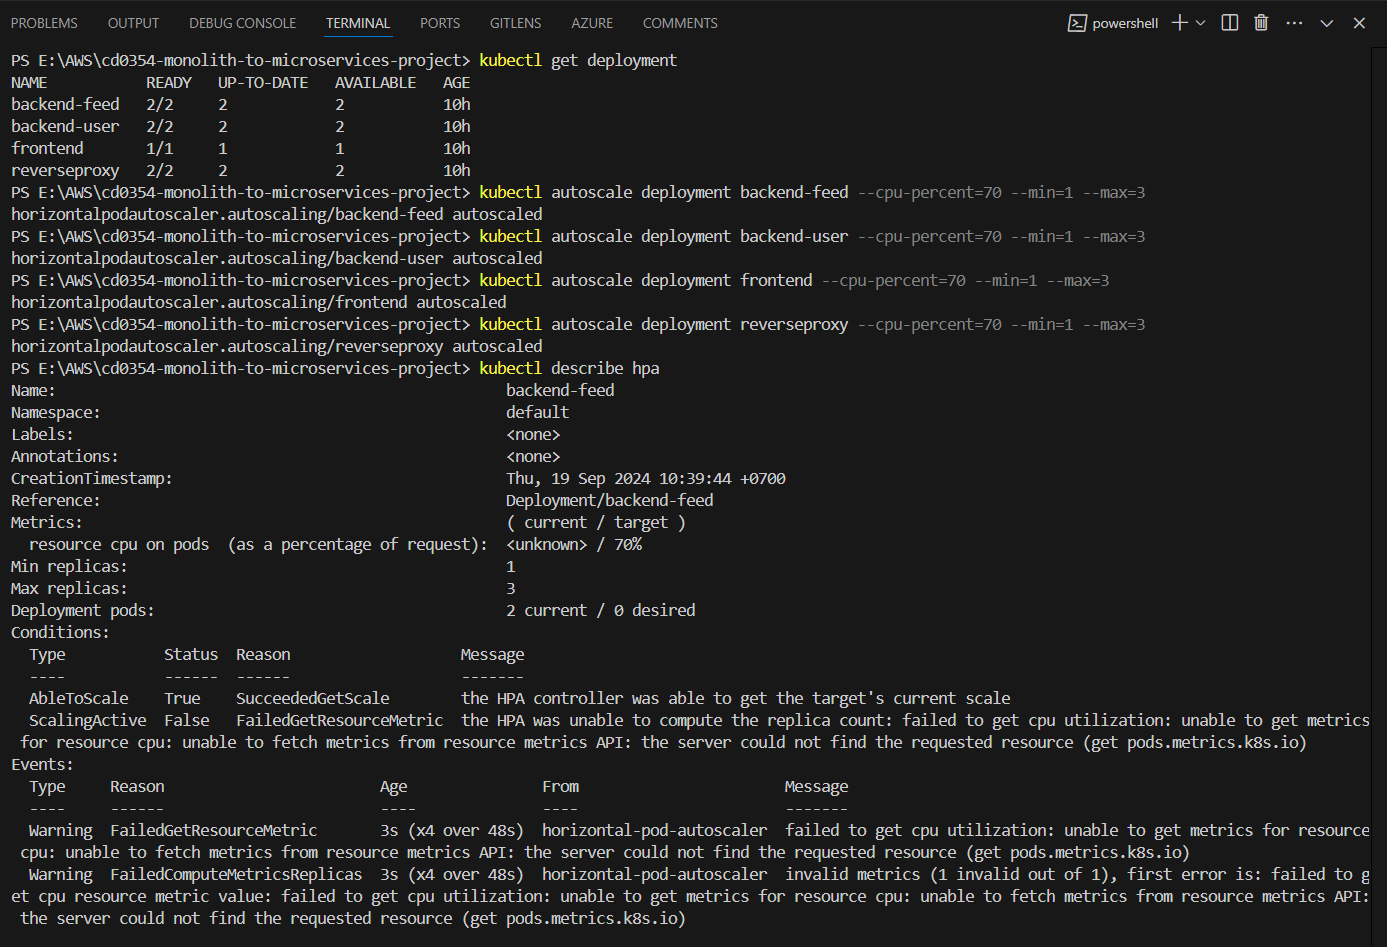 PROBLEMS OUTPUT DEBUG CONSOLE TERMINAL PORTS GITLENS AZURE COMMENTS powershell
PS E:\AWS\cd0354-monolith-to-microservices-project> kubectl get deployment
NAME READY UP-TO-DATE AVAILABLE AGE
backend-feed 2/2 2 2 10h
backend-user 2/2 2 2 10h
frontend 1/1 1 1 10h
reverseproxy 2/2 2 2 10h
PS E:\AWS\cd0354-monolith-to-microservices-project> kubectl autoscale deployment backend-feed --cpu-percent=70 --min=1 --max=3
horizontalpodautoscaler.autoscaling/backend-feed autoscaled
PS E:\AWS\cd0354-monolith-to-microservices-project> kubectl autoscale deployment backend-user --cpu-percent=70 --min=1 --max=3
horizontalpodautoscaler.autoscaling/backend-user autoscaled
PS E:\AWS\cd0354-monolith-to-microservices-project> kubectl autoscale deployment frontend --cpu-percent=70 --min=1 --max=3
horizontalpodautoscaler.autoscaling/frontend autoscaled
PS E:\AWS\cd0354-monolith-to-microservices-project> kubectl autoscale deployment reverseproxy --cpu-percent=70 --min=1 --max=3
horizontalpodautoscaler.autoscaling/reverseproxy autoscaled
PS E:\AWS\cd0354-monolith-to-microservices-project> kubectl describe hpa
Name: backend-feed
Namespace: default
Labels: <none>
Annotations: <none>
CreationTimestamp: Thu, 19 Sep 2024 10:39:44 +0700
Reference: Deployment/backend-feed
Metrics: ( current / target )
resource cpu on pods (as a percentage of request): <unknown> / 70%
Min replicas: 1
Max replicas: 3
Deployment pods: 2 current / 0 desired
Conditions:
Type Status Reason Message
---- ------ ------ -------
AbleToScale True SucceededGetScale the HPA controller was able to get the target's current scale
ScalingActive False FailedGetResourceMetric the HPA was unable to compute the replica count: failed to get cpu utilization: unable to get metrics
for resource cpu: unable to fetch metrics from resource metrics API: the server could not find the requested resource (get pods.metrics.k8s.io)
Events:
Type Reason Age From Message
---- ------ ---- ---- -------
Warning FailedGetResourceMetric 3s (x4 over 48s) horizontal-pod-autoscaler failed to get cpu utilization: unable to get metrics for resource
cpu: unable to fetch metrics from resource metrics API: the server could not find the requested resource (get pods.metrics.k8s.io)
Warning FailedComputeMetricsReplicas 3s (x4 over 48s) horizontal-pod-autoscaler invalid metrics (1 invalid out of 1), first error is: failed to g
et cpu resource metric value: failed to get cpu utilization: unable to get metrics for resource cpu: unable to fetch metrics from resource metrics API:
the server could not find the requested resource (get pods.metrics.k8s.io)